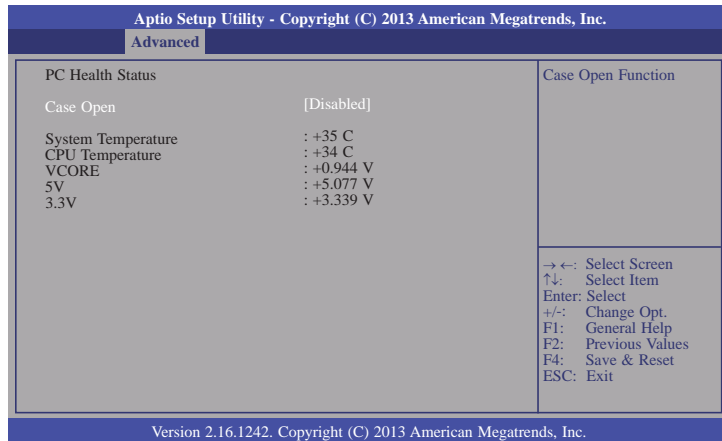 Aptio Setup Utility - Copyright (C) 2013 American Megatrends, Inc.
Advanced
PC Health Status
Case Open [Disabled]
System Temperature : +35 C
CPU Temperature : +34 C
VCORE : +0.944 V
5V : +5.077 V
3.3V : +3.339 V
Case Open Function
→ ←: Select Screen
↑↓: Select Item
Enter: Select
+/-: Change Opt.
F1: General Help
F2: Previous Values
F4: Save & Reset
ESC: Exit
Version 2.16.1242. Copyright (C) 2013 American Megatrends, Inc.